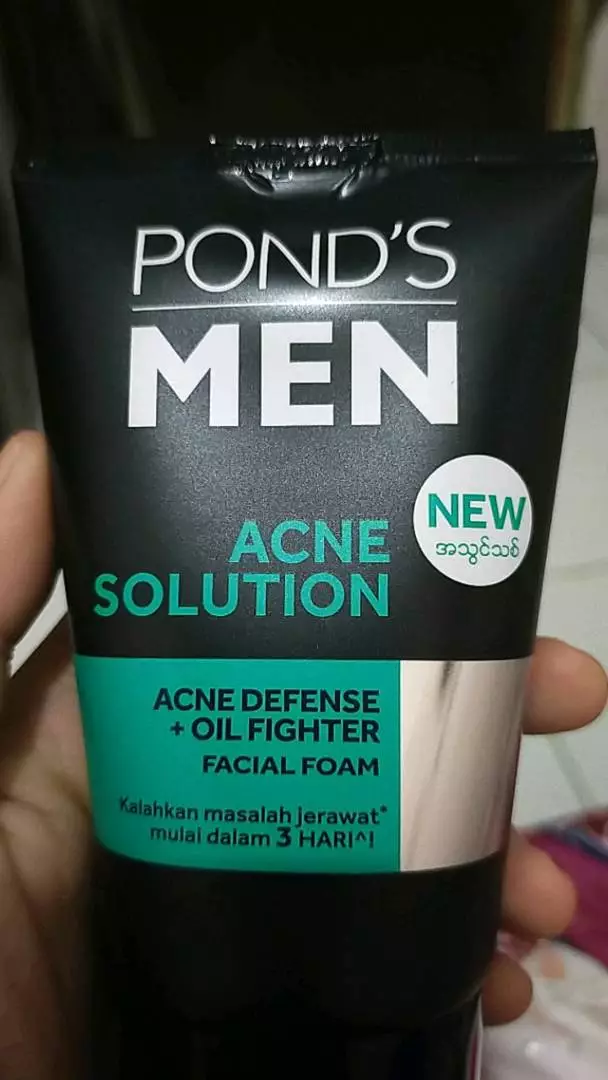 POND'S
MEN
NEW
အသွင်သစ်
ACNE
SOLUTION
ACNE DEFENSE
+ OIL FIGHTER
FACIAL FOAM
Kalahkan masalah jerawat*
mulai dalam 3 HARI^!